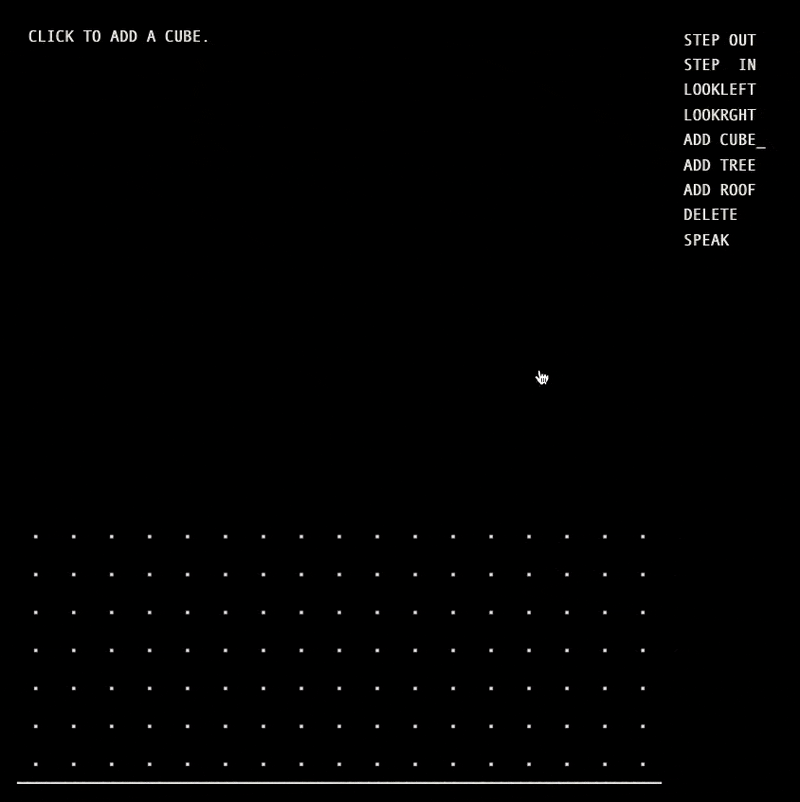 CLICK TO ADD A CUBE.
STEP OUT
STEP  IN
LOOKLEFT
LOOKRGHT
ADD CUBE_
ADD TREE
ADD ROOF
DELETE
SPEAK